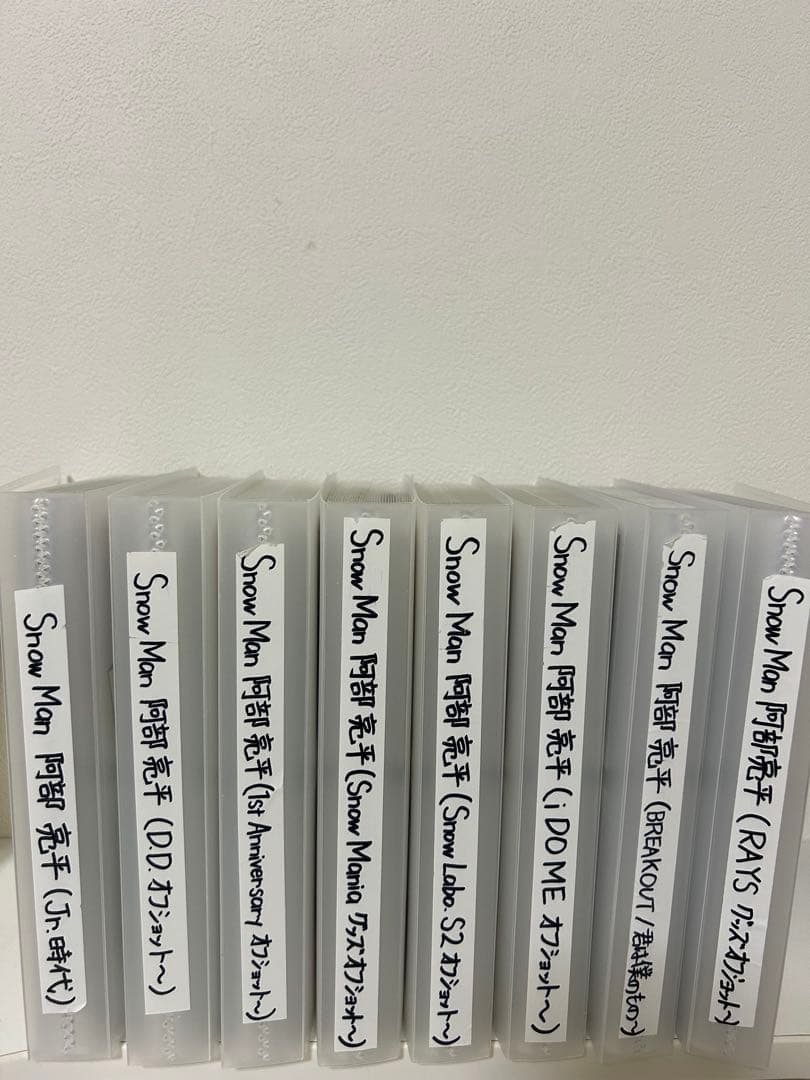 Snow Man 阿部 亮平 (Jr.時代)
Snow Man 阿部 亮平 (D.D. オフショット〜)
Snow Man 阿部 亮平 (1st Anniversary オフショット〜)
Snow Man 阿部 亮平 (Snow Mania グッズオフショット〜)
Snow Man 阿部 亮平 (Snow Labo. S2 オフショット〜)
Snow Man 阿部 亮平 (i DO ME オフショット〜)
Snow Man 阿部 亮平 (BREAKOUT / 君は僕のもの〜)
Snow Man 阿部亮平 (RAYS グッズオフショット〜)